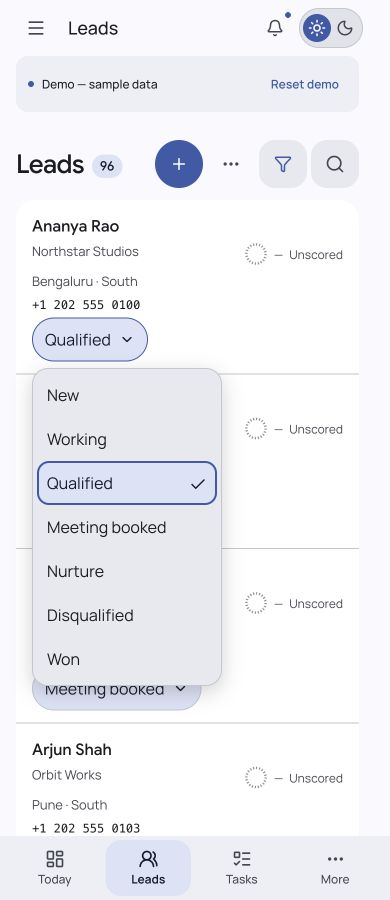 Leads
Demo — sample data
Reset demo
Leads 96
Ananya Rao
Northstar Studios
— Unscored
Bengaluru · South
+1 202 555 0100
Qualified
New
Working
— Unscored
Qualified
Meeting booked
Nurture
— Unscored
Disqualified
Won
Meeting booked
Arjun Shah
Orbit Works
— Unscored
Pune · South
+1 202 555 0103
Today
Leads
Tasks
More